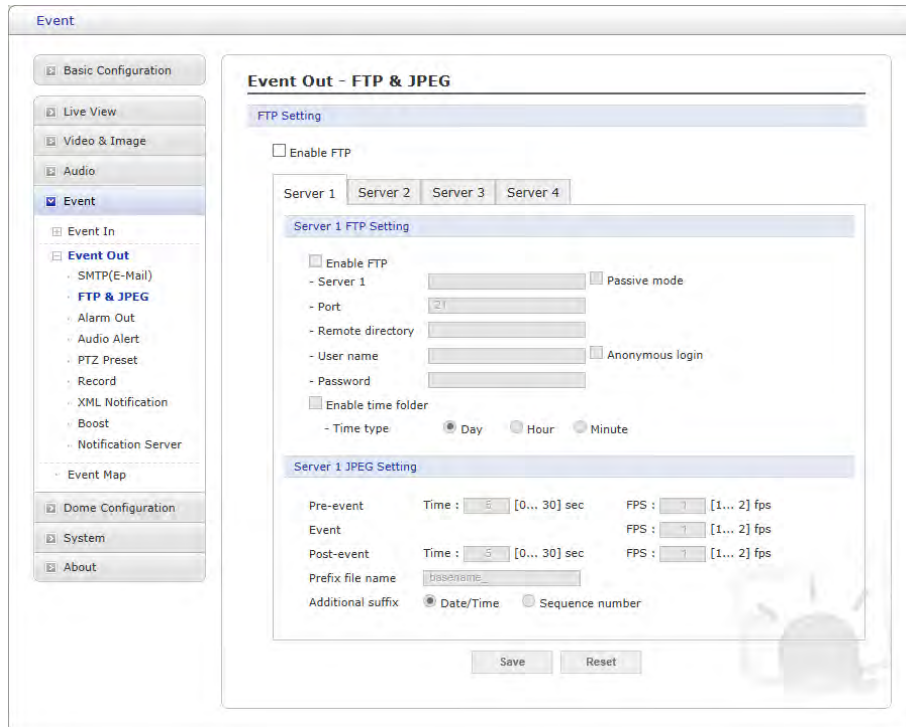 Event
Basic Configuration
Live View
Video & Image
Audio
Event
Event In
Event Out
SMTP(E-Mail)
FTP & JPEG
Alarm Out
Audio Alert
PTZ Preset
Record
XML Notification
Boost
Notification Server
Event Map
Dome Configuration
System
About
Event Out - FTP & JPEG
FTP Setting
Enable FTP
Server 1 Server 2 Server 3 Server 4
Server 1 FTP Setting
Enable FTP
- Server 1 Passive mode
- Port 21
- Remote directory
- User name Anonymous login
- Password
Enable time folder
- Time type Day Hour Minute
Server 1 JPEG Setting
Pre-event Time : 5 [0... 30] sec FPS : 1 [1... 2] fps
Event FPS : 1 [1... 2] fps
Post-event Time : 5 [0... 30] sec FPS : 1 [1... 2] fps
Prefix file name basename_
Additional suffix Date/Time Sequence number
Save Reset